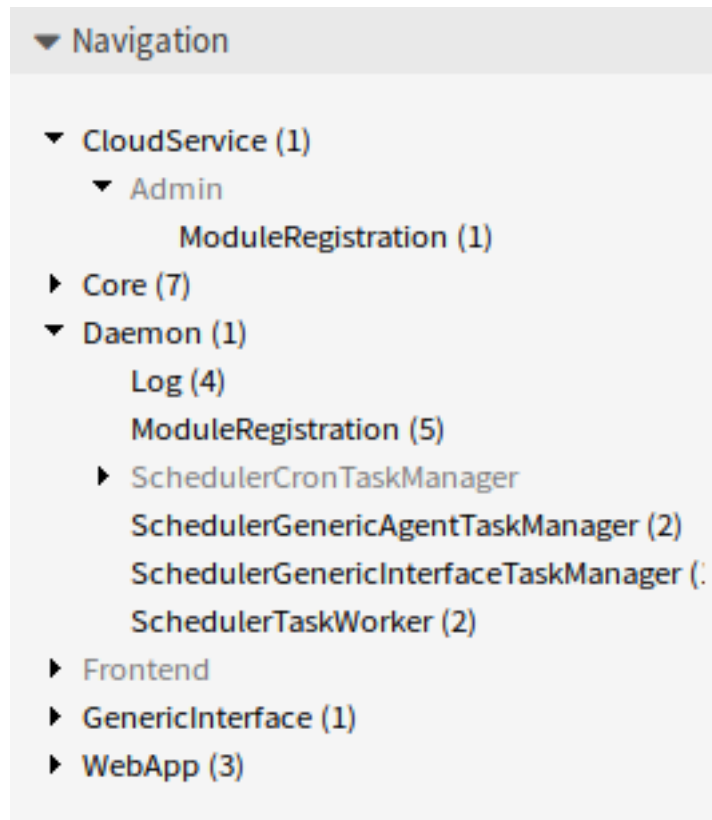 Navigation
CloudService (1)
Admin
ModuleRegistration (1)
Core (7)
Daemon (1)
Log (4)
ModuleRegistration (5)
SchedulerCronTaskManager
SchedulerGenericAgentTaskManager (2)
SchedulerGenericInterfaceTaskManager (
SchedulerTaskWorker (2)
Frontend
GenericInterface (1)
WebApp (3)